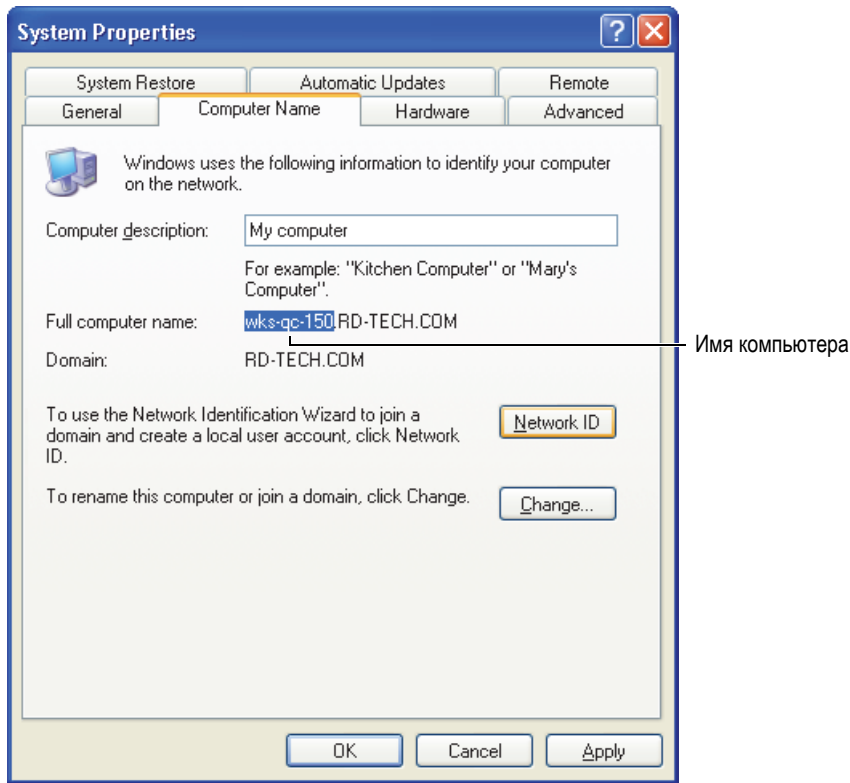 System Properties
System Restore
Automatic Updates
Remote
General
Computer Name
Hardware
Advanced
Windows uses the following information to identify your computer
on the network.
Computer description:
My computer
For example: "Kitchen Computer" or "Mary's
Computer".
Full computer name:
wks-qc-150.RD-TECH.COM
Имя компьютера
Domain:
RD-TECH.COM
To use the Network Identification Wizard to join a
domain and create a local user account, click Network
ID.
Network ID
To rename this computer or join a domain, click Change.
Change...
OK
Cancel
Apply